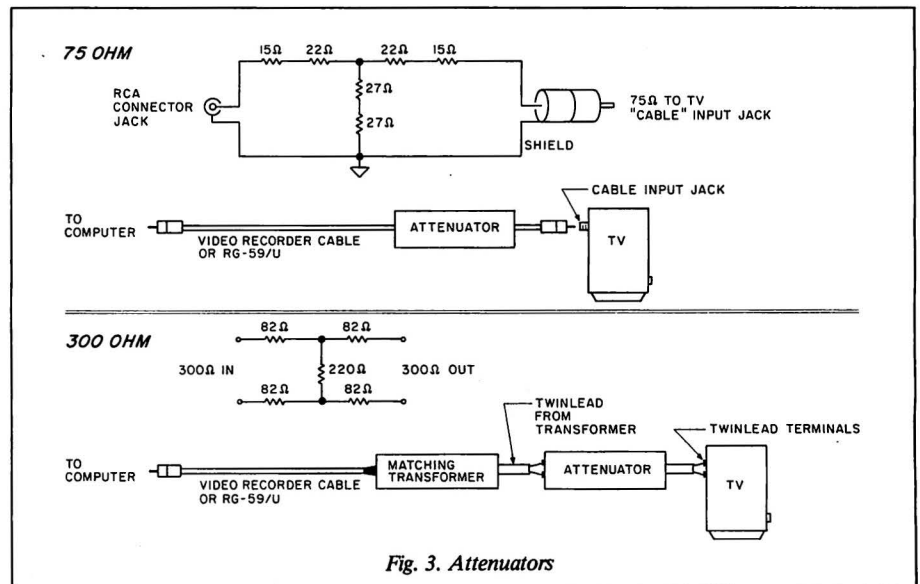 75 OHM
15Ω 22Ω 22Ω 15Ω
RCA
CONNECTOR
JACK
27Ω
27Ω
75Ω TO TV
"CABLE" INPUT JACK
SHIELD
CABLE INPUT JACK
TO
COMPUTER
ATTENUATOR
TV
VIDEO RECORDER CABLE
OR RG-59/U
300 OHM
82Ω 82Ω
300Ω IN
220Ω
300Ω OUT
82Ω 82Ω
TWINLEAD
FROM
TRANSFORMER
TWINLEAD TERMINALS
TO
COMPUTER
MATCHING
TRANSFORMER
ATTENUATOR
TV
VIDEO RECORDER CABLE
OR RG-59/U
Fig. 3. Attenuators